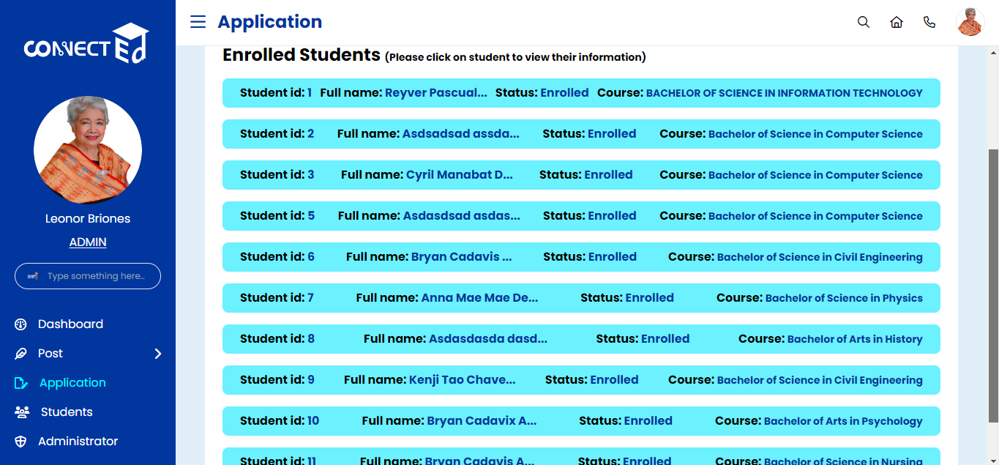 CONNECT Ed
Leonor Briones
ADMIN
Type something here...
Dashboard
Post
Application
Students
Administrator
Application
Enrolled Students (Please click on student to view their information)
Student id: 1 Full name: Reyver Pascual... Status: Enrolled Course: BACHELOR OF SCIENCE IN INFORMATION TECHNOLOGY
Student id: 2 Full name: Asdsadsad assda... Status: Enrolled Course: Bachelor of Science in Computer Science
Student id: 3 Full name: Cyril Manabat D... Status: Enrolled Course: Bachelor of Science in Computer Science
Student id: 5 Full name: Asdasdsad asdas... Status: Enrolled Course: Bachelor of Science in Computer Science
Student id: 6 Full name: Bryan Cadavis ... Status: Enrolled Course: Bachelor of Science in Civil Engineering
Student id: 7 Full name: Anna Mae Mae De... Status: Enrolled Course: Bachelor of Science in Physics
Student id: 8 Full name: Asdasdasda dasd... Status: Enrolled Course: Bachelor of Arts in History
Student id: 9 Full name: Kenji Tao Chave... Status: Enrolled Course: Bachelor of Science in Civil Engineering
Student id: 10 Full name: Bryan Cadavix A... Status: Enrolled Course: Bachelor of Arts in Psychology
Student id: 11 Full name: Bryan Cadavis A... Status: Enrolled Course: Bachelor of Science in Nursing